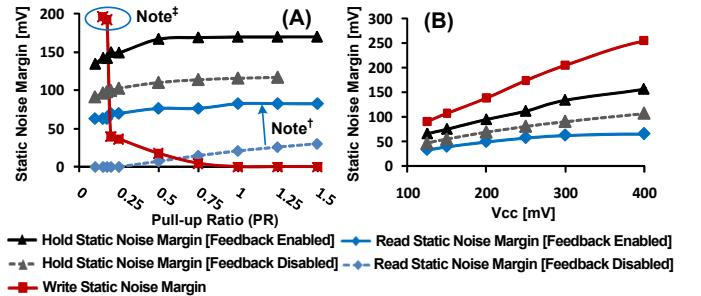 Static Noise Margin [mV]
200
150
100
50
0
Note‡
(A)
Note†
0 0.25 0.5 0.75 1 1.25 1.5
Pull-up Ratio (PR)
Static Noise Margin [mV]
300
250
200
150
100
50
0
(B)
100 200 300 400
Vcc [mV]
Hold Static Noise Margin [Feedback Enabled]
Read Static Noise Margin [Feedback Enabled]
Hold Static Noise Margin [Feedback Disabled]
Read Static Noise Margin [Feedback Disabled]
Write Static Noise Margin